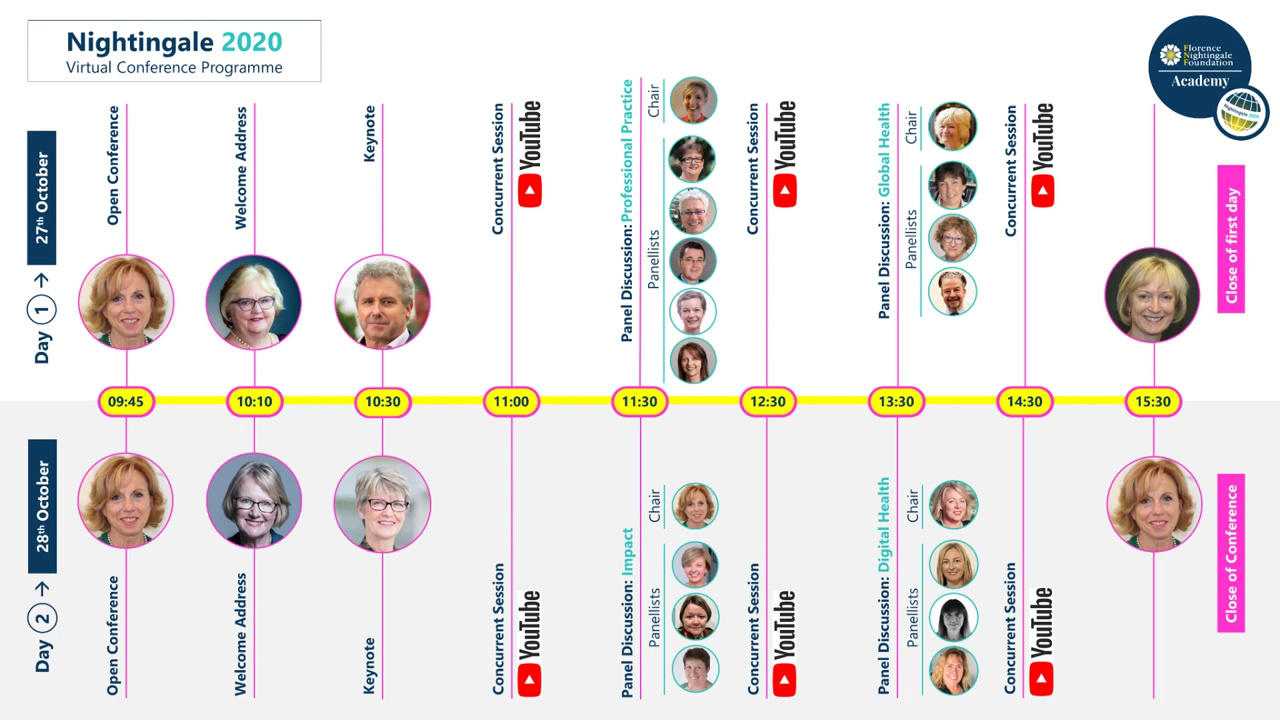 Nightingale 2020
Virtual Conference Programme
Florence
Nightingale
Foundation
Academy
Nightingale 2020
Day 1 → 27th October
Open Conference
Welcome Address
Keynote
Concurrent Session
YouTube
Panel Discussion: Professional Practice
Chair
Panellists
Concurrent Session
YouTube
Panel Discussion: Global Health
Chair
Panellists
Concurrent Session
YouTube
Close of first day
09:45
10:10
10:30
11:00
11:30
12:30
13:30
14:30
15:30
Day 2 → 28th October
Open Conference
Welcome Address
Keynote
Concurrent Session
YouTube
Panel Discussion: Impact
Chair
Panellists
Concurrent Session
YouTube
Panel Discussion: Digital Health
Chair
Panellists
Concurrent Session
YouTube
Close of Conference